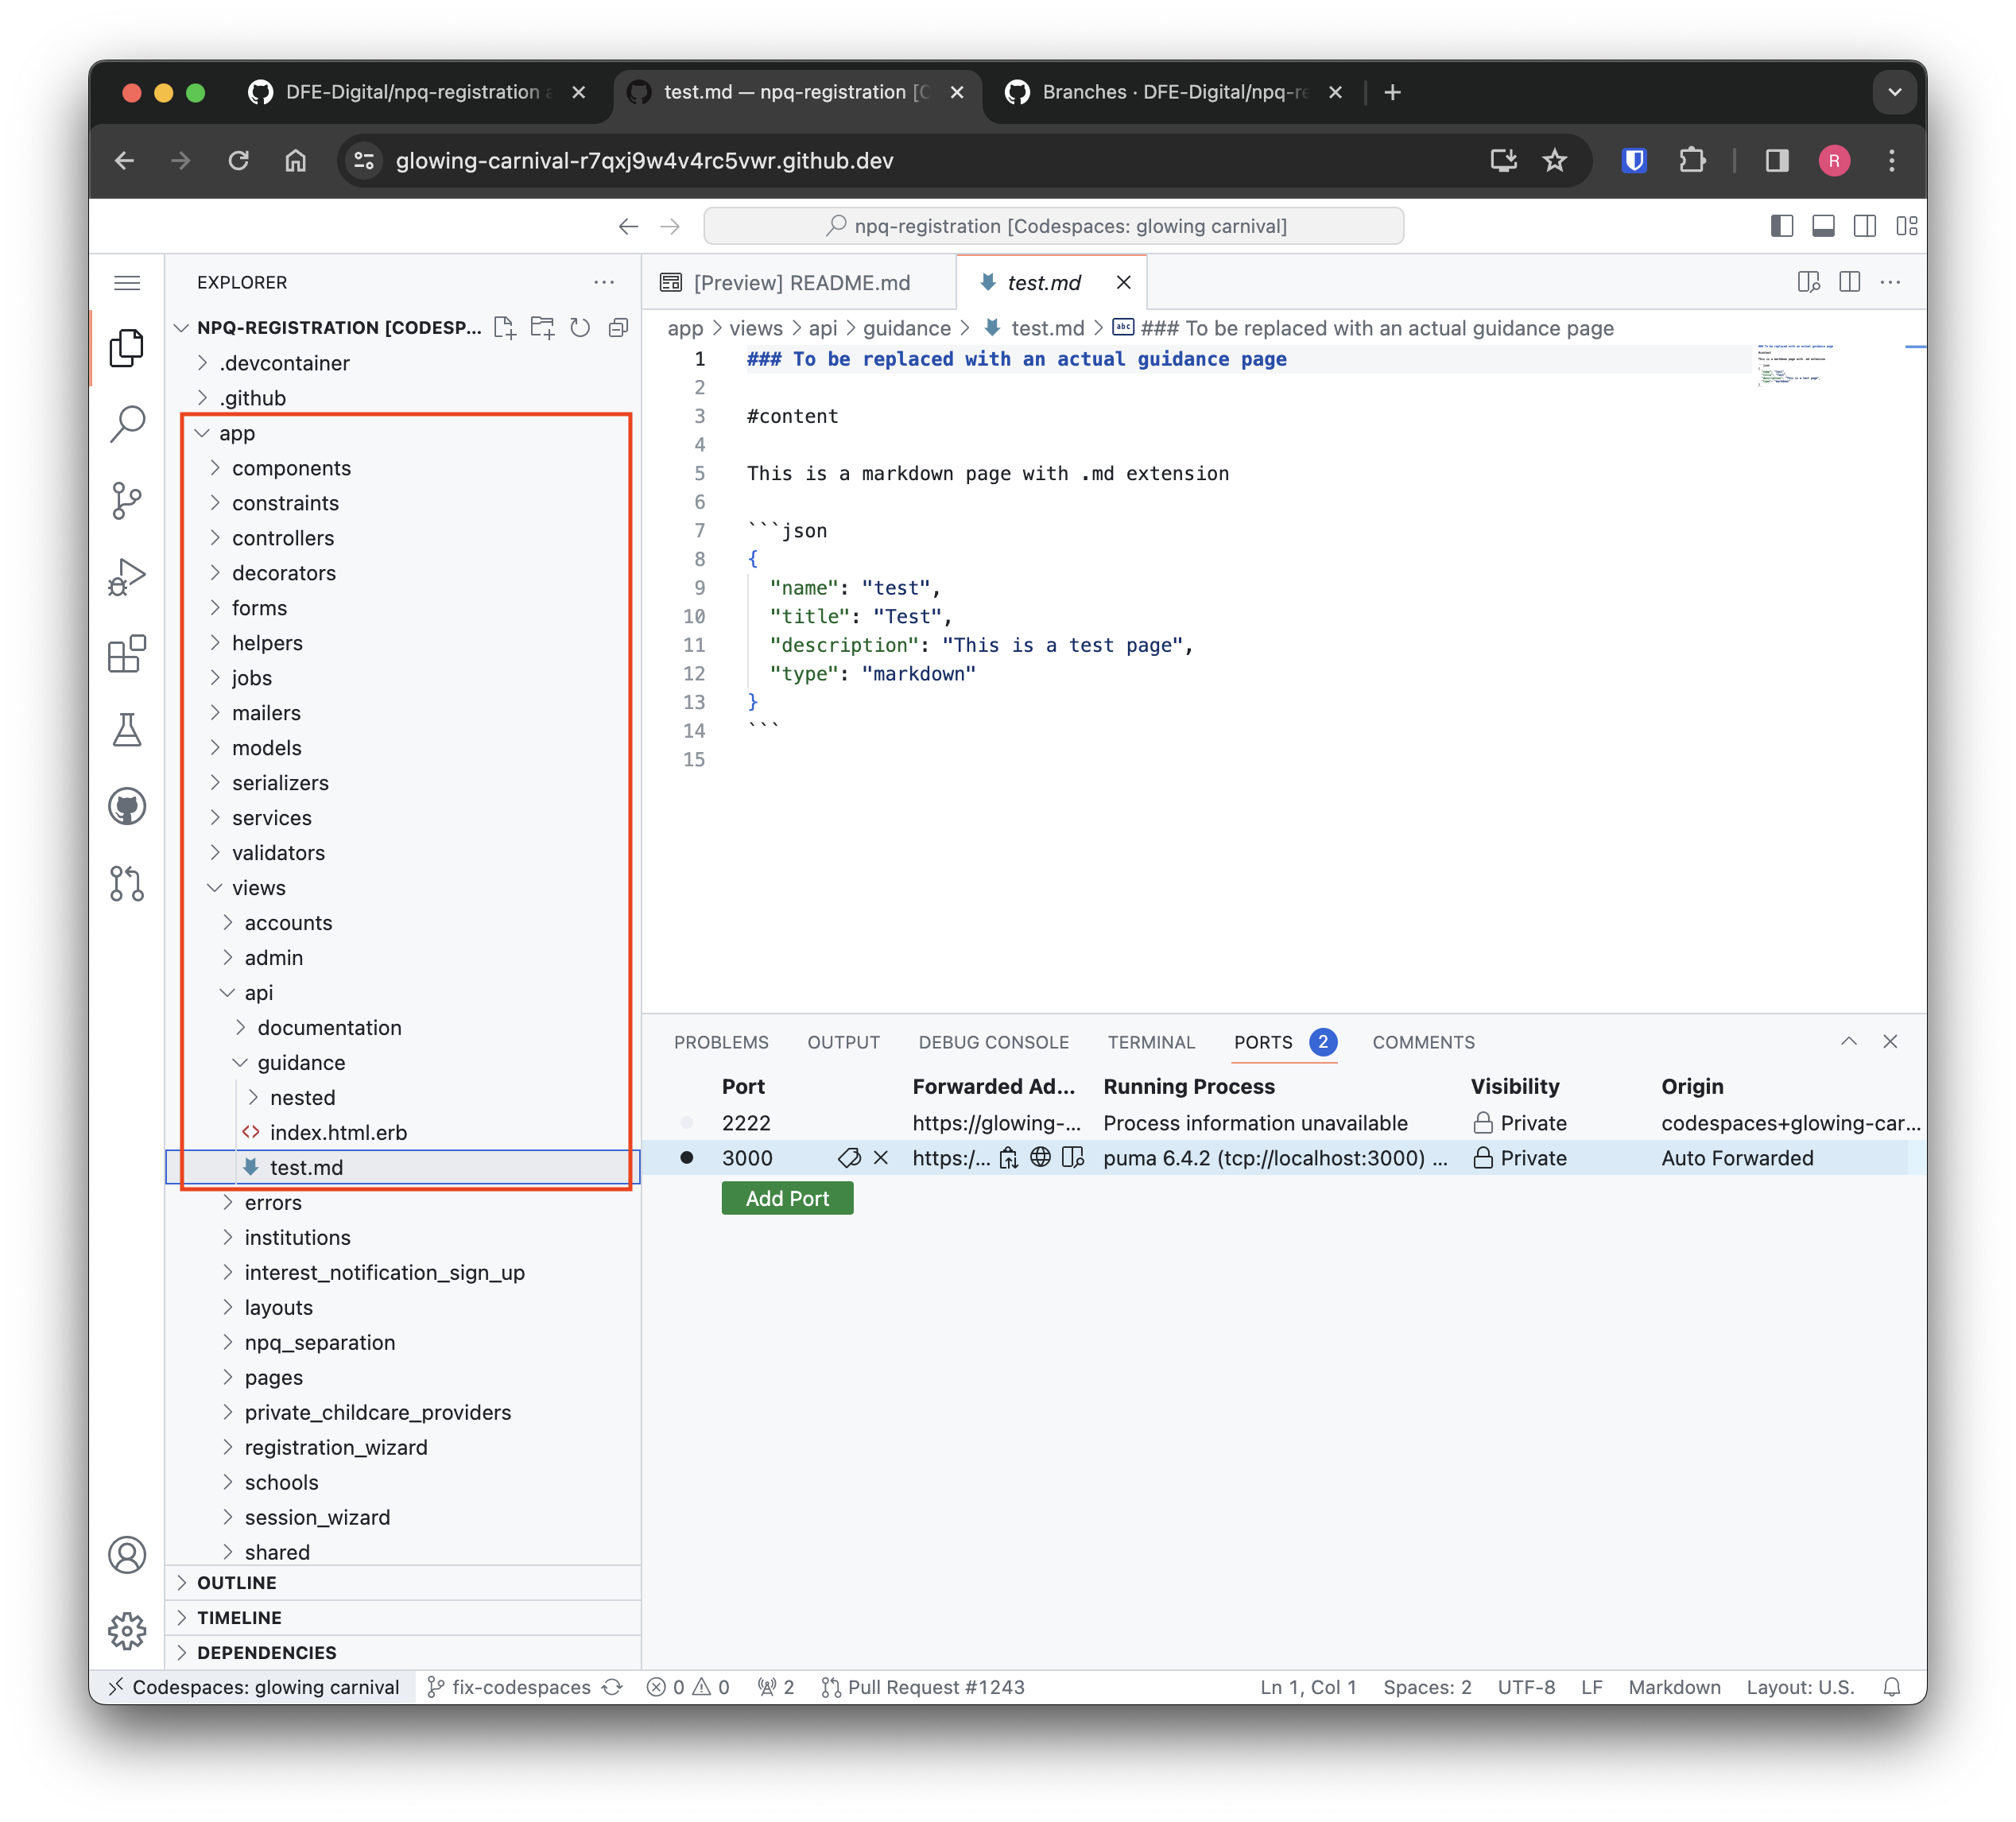 DFE-Digital/npq-registration
test.md — npq-registration [C
Branches · DFE-Digital/npq-re
glowing-carnival-r7qxj9w4v4rc5vwr.github.dev
R
npq-registration [Codespaces: glowing carnival]
EXPLORER
NPQ-REGISTRATION [CODESP...
.devcontainer
.github
app
components
constraints
controllers
decorators
forms
helpers
jobs
mailers
models
serializers
services
validators
views
accounts
admin
api
documentation
guidance
nested
index.html.erb
test.md
errors
institutions
interest_notification_sign_up
layouts
npq_separation
pages
private_childcare_providers
registration_wizard
schools
session_wizard
shared
OUTLINE
TIMELINE
DEPENDENCIES
[Preview] README.md
test.md
app > views > api > guidance > test.md > abc ### To be replaced with an actual guidance page
1 ### To be replaced with an actual guidance page
2
3 #content
4
5 This is a markdown page with .md extension
6
7 ```json
8 {
9 "name": "test",
10 "title": "Test",
11 "description": "This is a test page",
12 "type": "markdown"
13 }
14 ```
15
PROBLEMS OUTPUT DEBUG CONSOLE TERMINAL PORTS 2 COMMENTS
Port Forwarded Ad... Running Process Visibility Origin
2222 https://glowing-... Process information unavailable Private codespaces+glowing-car...
3000 https:/... puma 6.4.2 (tcp://localhost:3000) ... Private Auto Forwarded
Add Port
Codespaces: glowing carnival fix-codespaces 0 0 2 Pull Request #1243 Ln 1, Col 1 Spaces: 2 UTF-8 LF Markdown Layout: U.S.